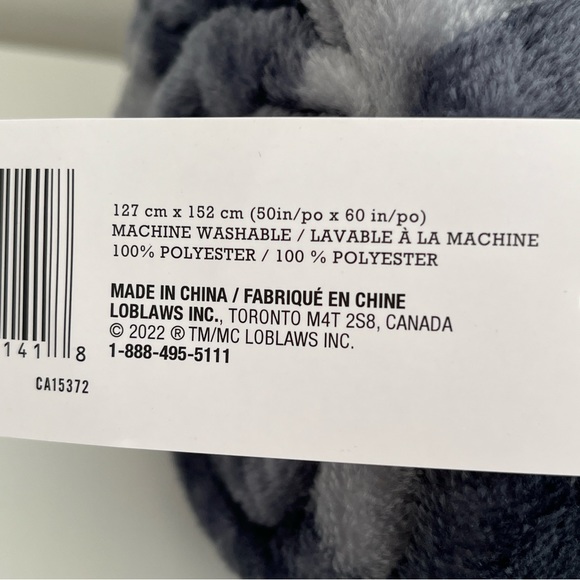 127 cm x 152 cm (50in/po x 60 in/po)
MACHINE WASHABLE / LAVABLE À LA MACHINE
100% POLYESTER / 100 % POLYESTER
MADE IN CHINA / FABRIQUÉ EN CHINE
LOBLAWS INC., TORONTO M4T 2S8, CANADA
© 2022 ® TM/MC LOBLAWS INC.
1-888-495-5111
141 8
CA15372